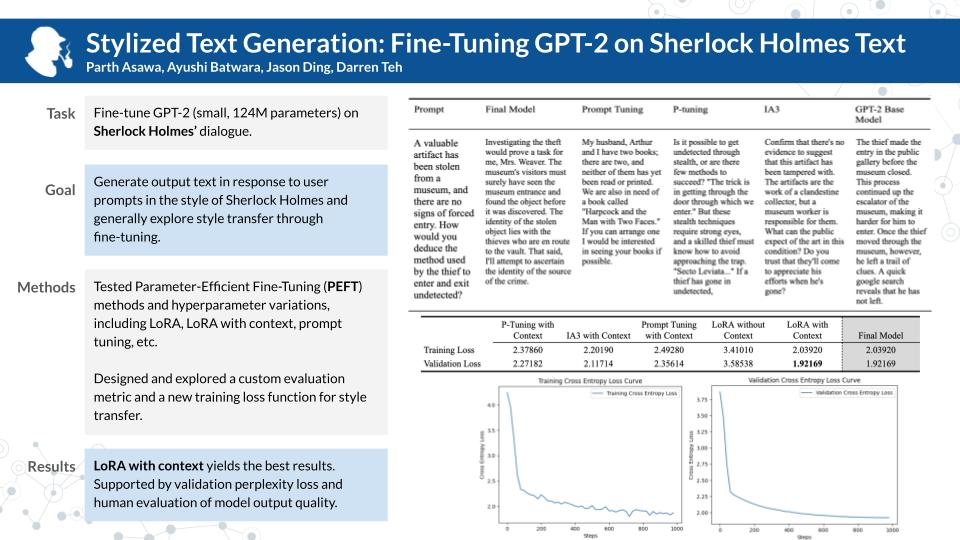 Stylized Text Generation: Fine-Tuning GPT-2 on Sherlock Holmes Text
Parth Asawa, Ayushi Batwara, Jason Ding, Darren Teh
Task
Fine-tune GPT-2 (small, 124M parameters) on
Sherlock Holmes’ dialogue.
Goal
Generate output text in response to user
prompts in the style of Sherlock Holmes and
generally explore style transfer through
fine-tuning.
Methods
Tested Parameter-Efficient Fine-Tuning (PEFT)
methods and hyperparameter variations,
including LoRA, LoRA with context, prompt
tuning, etc.
Designed and explored a custom evaluation
metric and a new training loss function for style
transfer.
Results
LoRA with context yields the best results.
Supported by validation perplexity loss and
human evaluation of model output quality.
Prompt
A valuable
artifact has
been stolen
from a
museum, and
there are no
signs of forced
entry. How
would you
deduce the
method used
by the thief to
enter and exit
undetected?
Final Model
Investigating the theft
would prove a task for
me, Mrs. Weaver. The
museum's visitors must
surely have seen the
museum entrance and
found the object before
it was discovered. The
identity of the stolen
object lies with the
thieves who are en route
to the vault. That said,
I'll attempt to ascertain
the identity of the source
of the crime.
Prompt Tuning
My husband, Arthur
and I have two books;
there are two, and
neither of them has yet
been read or printed.
We are also in need of
a book called
"Harpcock and the
Man with Two Faces."
If you can arrange one
I would be interested
in seeing your books if
possible.
P-tuning
Is it possible to get
undetected through
stealth, or are there
few methods to
succeed? "The trick is
in getting through the
door through which we
enter." But these
stealth techniques
require strong eyes,
and a skilled thief must
know how to avoid
approaching the trap.
"Secto Leviata..." If a
thief has gone in
undetected,
IA3
Confirm that there's no
evidence to suggest
that this artifact has
been tampered with.
The artifacts are the
work of a clandestine
collector, but a
museum worker is
responsible for them.
What can the public
expect of the art in this
condition? Do you
trust that they'll come
to appreciate his
efforts when he's
gone?
GPT-2 Base
Model
The thief made the
entry in the public
gallery before the
museum closed.
This process
continued up the
escalator of the
museum, making it
harder for him to
enter. Once the thief
moved through the
museum, however,
he left a trail of
clues. A quick
google search
reveals that he has
not left.
P-Tuning with
Context
IA3 with Context
Prompt Tuning
with Context
LoRA without
Context
LoRA with
Context
Final Model
Training Loss 2.37860 2.20190 2.49280 3.41010 2.03920 2.03920
Validation Loss 2.27182 2.11714 2.35614 3.58538 1.92169 1.92169
Training Cross Entropy Loss Curve
Training Cross Entropy Loss
Cross Entropy Loss
4.0
3.5
3.0
2.5
2.0
0 200 400 600 800 1000
Steps
Validation Cross Entropy Loss Curve
Validation Cross Entropy Loss
Cross Entropy Loss
3.75
3.50
3.25
3.00
2.75
2.50
2.25
2.00
0 200 400 600 800 1000
Steps